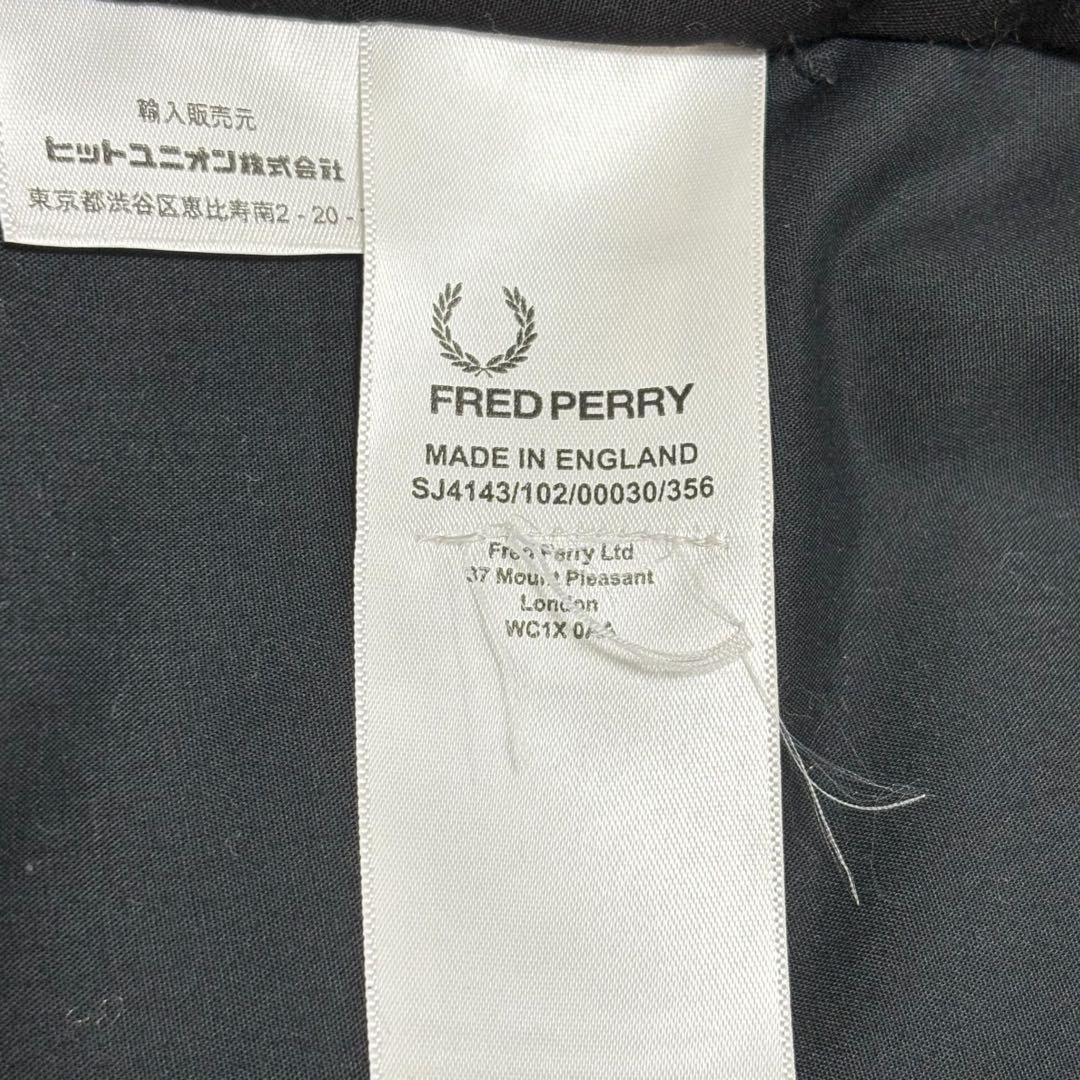 輸入販売元
ヒットユニオン株式会社
東京都渋谷区恵比寿南2-20-
FRED PERRY
MADE IN ENGLAND
SJ4143/102/00030/356
Fred Perry Ltd
37 Mount Pleasant
London
WC1X